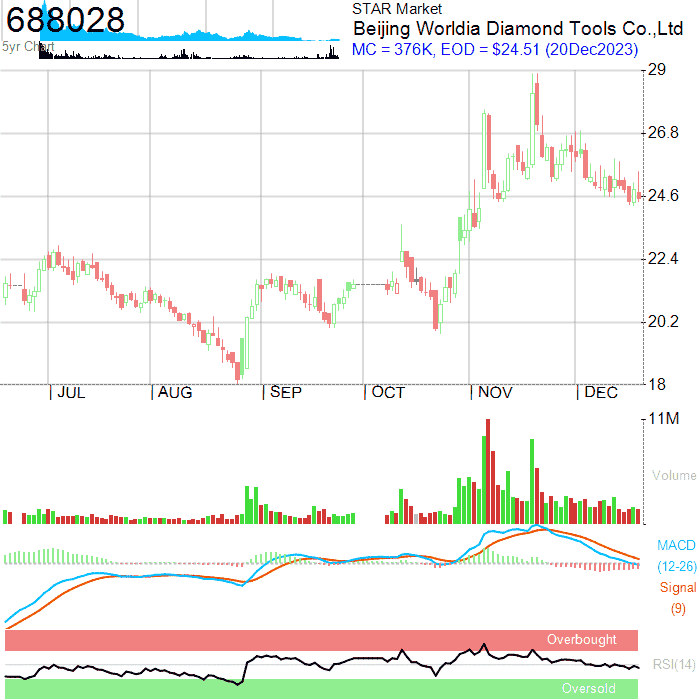 688028
5yr Chart
STAR Market
Beijing Worldia Diamond Tools Co.,Ltd
MC = 376K, EOD = $24.51 (20Dec2023)
29
26.8
24.6
22.4
20.2
18
JUL
AUG
SEP
OCT
NOV
DEC
11M
Volume
MACD
(12-26)
Signal
(9)
Overbought
RSI(14)
Oversold